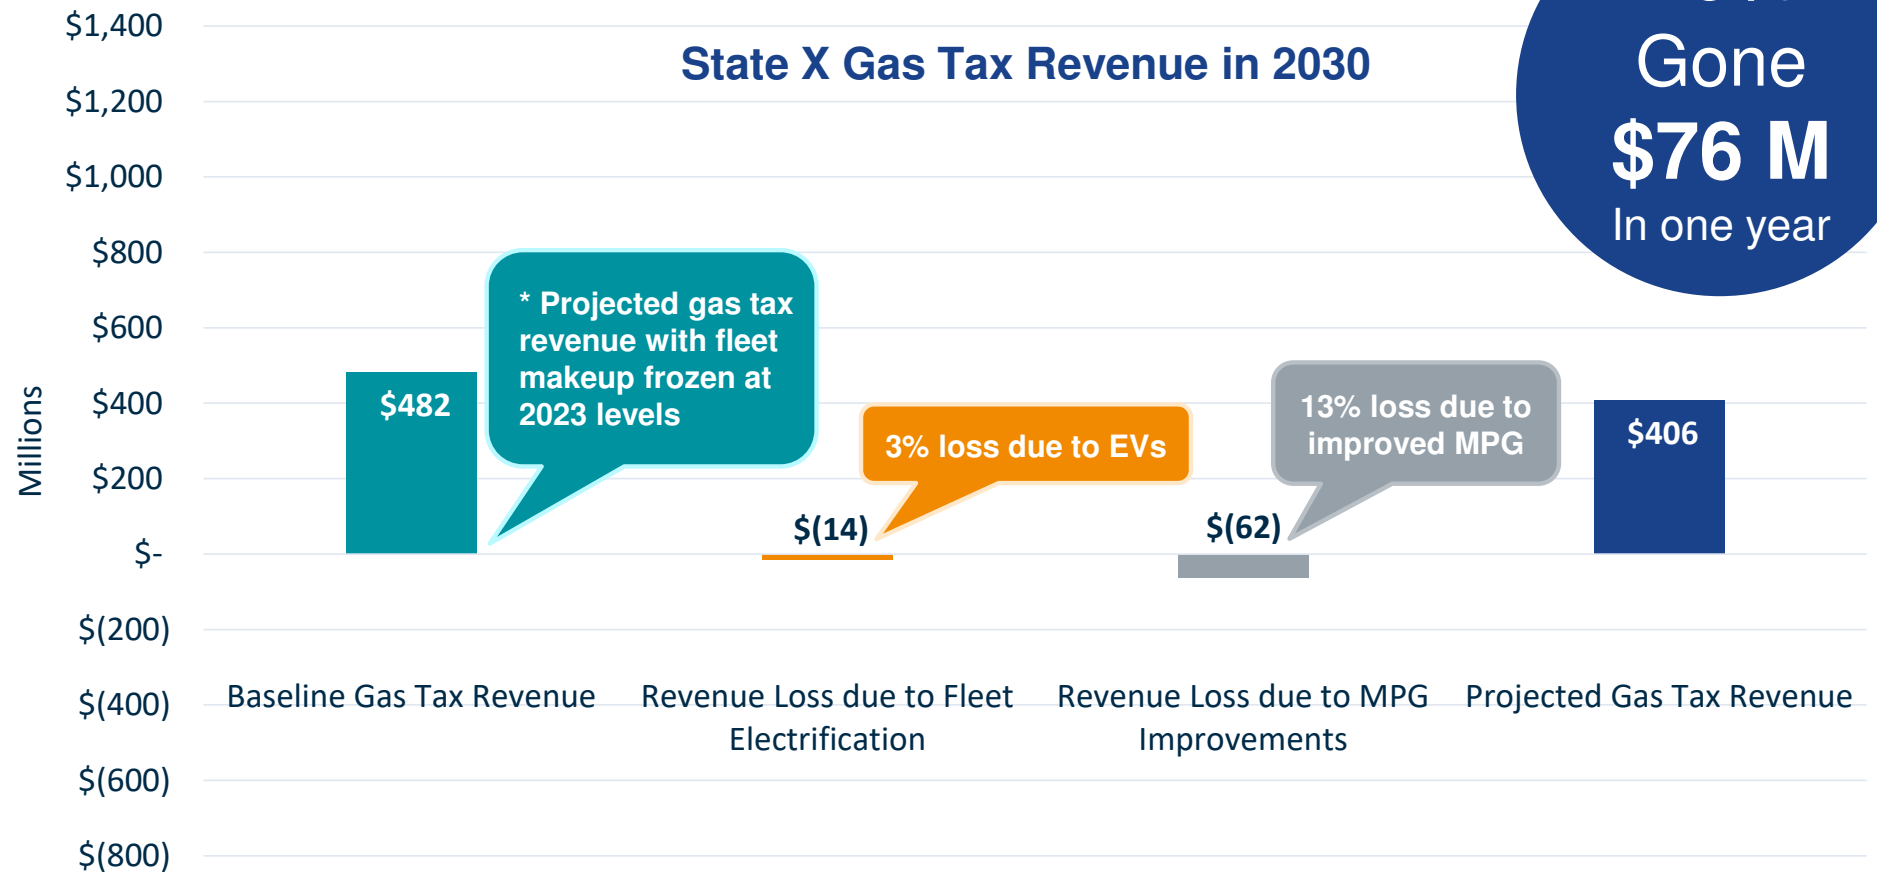 State X Gas Tax Revenue in 2030
Gone
$76 M
In one year
Millions
$1,400
$1,200
$1,000
$800
$600
$400
$200
$-
$(200)
$(400)
$(600)
$(800)
* Projected gas tax
revenue with fleet
makeup frozen at
2023 levels
3% loss due to EVs
13% loss due to
improved MPG
$482
$(14)
$(62)
$406
Baseline Gas Tax Revenue
Revenue Loss due to Fleet
Electrification
Revenue Loss due to MPG
Improvements
Projected Gas Tax Revenue